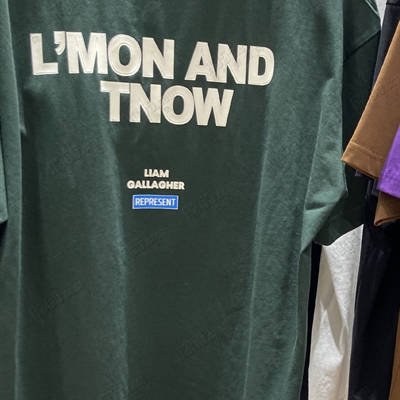 L'MON AND
TNOW
LIAM
GALLAGHER
REPRESENT